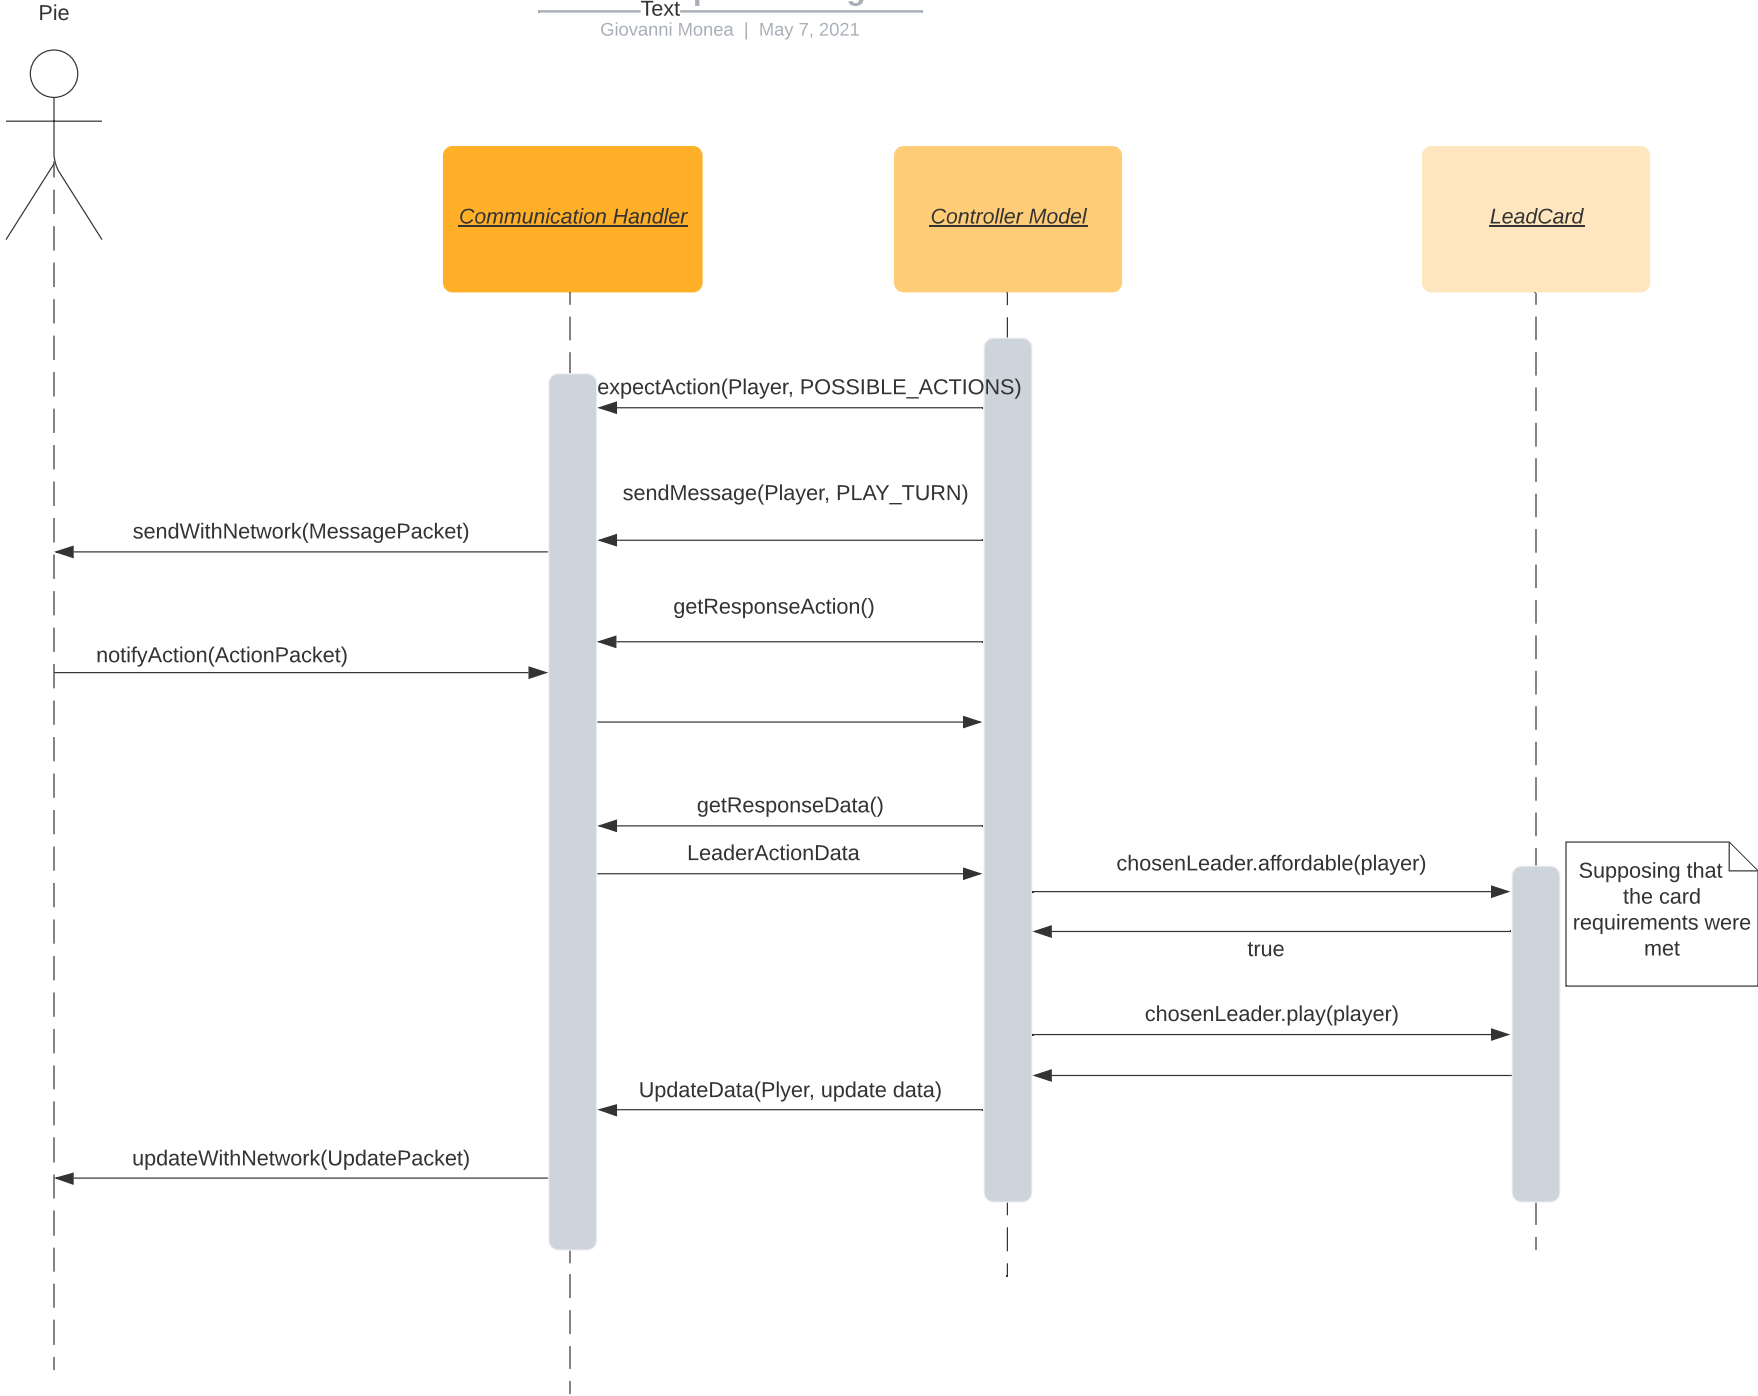 Pie
Text
Giovanni Monea | May 7, 2021
Communication Handler
Controller Model
LeadCard
expectAction(Player, POSSIBLE_ACTIONS)
sendMessage(Player, PLAY_TURN)
sendWithNetwork(MessagePacket)
getResponseAction()
notifyAction(ActionPacket)
getResponseData()
LeaderActionData
chosenLeader.affordable(player)
Supposing that
the card
requirements were
met
true
chosenLeader.play(player)
UpdateData(Plyer, update data)
updateWithNetwork(UpdatePacket)